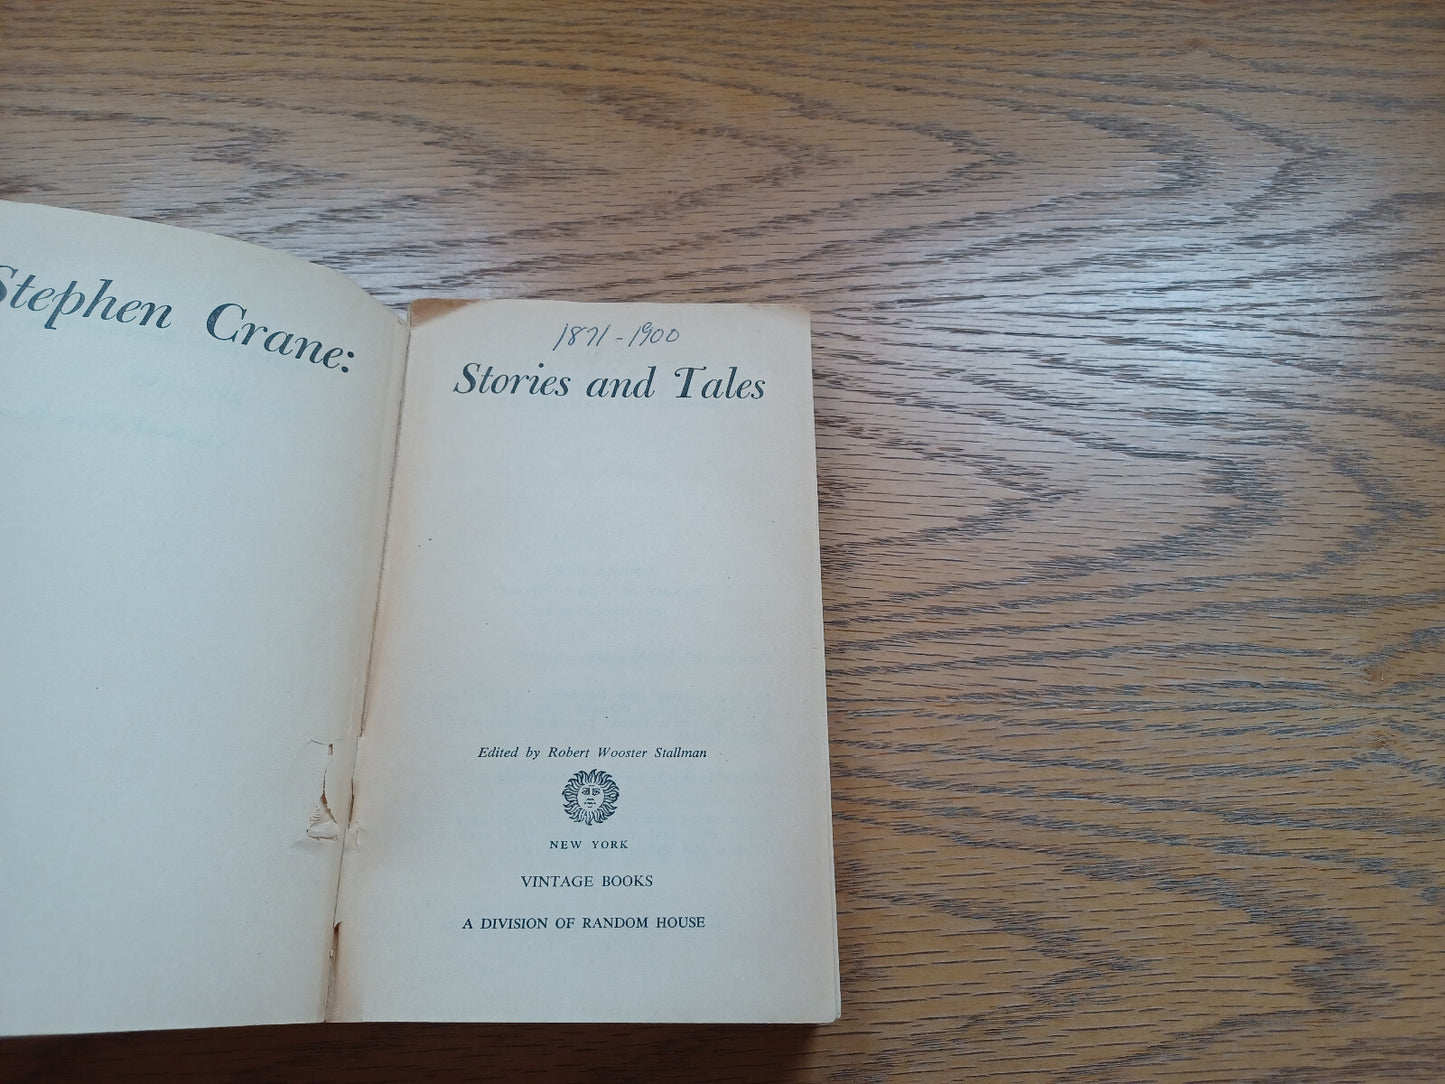 Stephen Crane:
1871-1900
Stories and Tales
Edited by Robert Wooster Stallman
NEW YORK
VINTAGE BOOKS
A DIVISION OF RANDOM HOUSE